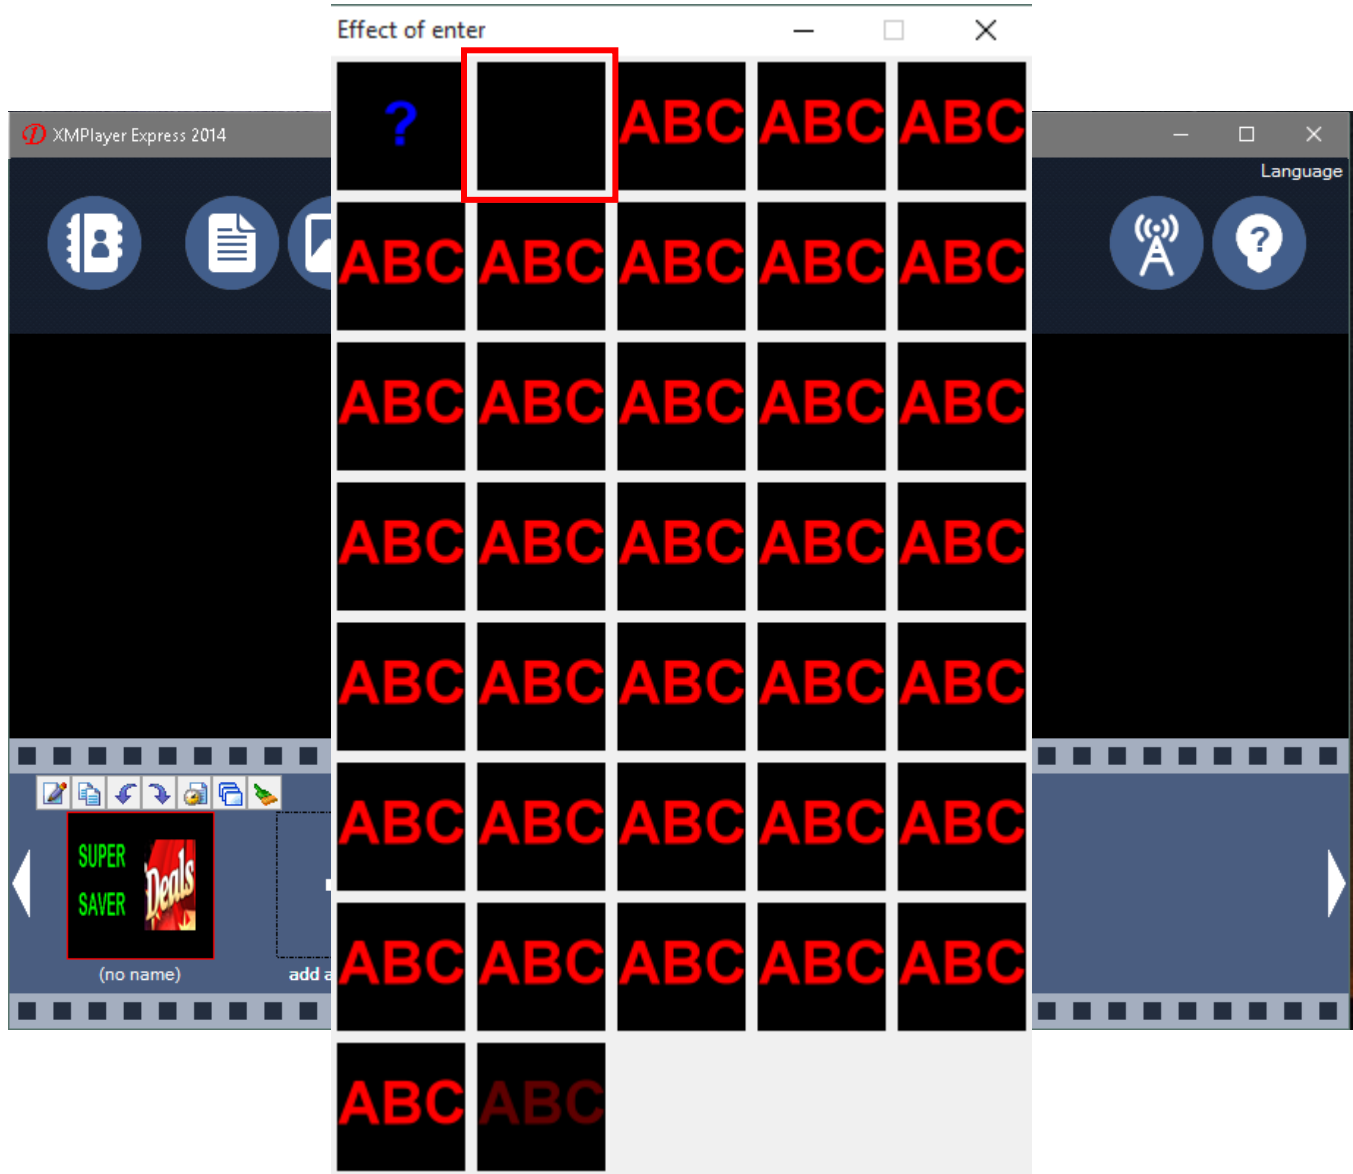 Effect of enter
XMPlayer Express 2014
Language
?
ABC ABC ABC
ABC ABC ABC ABC ABC
ABC ABC ABC ABC ABC
ABC ABC ABC ABC ABC
ABC ABC ABC ABC ABC
ABC ABC ABC ABC ABC
ABC ABC ABC ABC ABC
ABC ABC
?
SUPER
SAVER
Deals
(no name)
add a